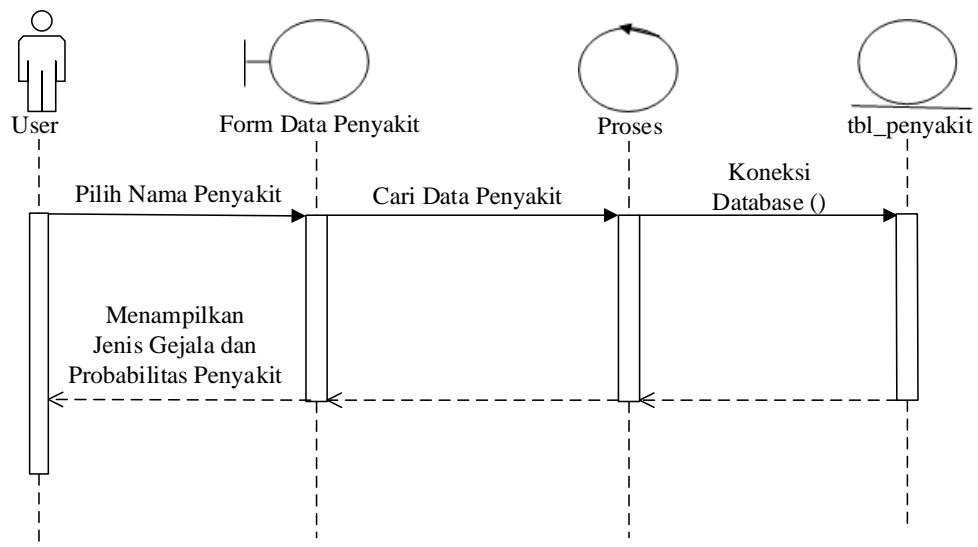 User
Form Data Penyakit
Proses
tbl_penyakit
Pilih Nama Penyakit
Cari Data Penyakit
Koneksi
Database ()
Menampilkan
Jenis Gejala dan
Probabilitas Penyakit